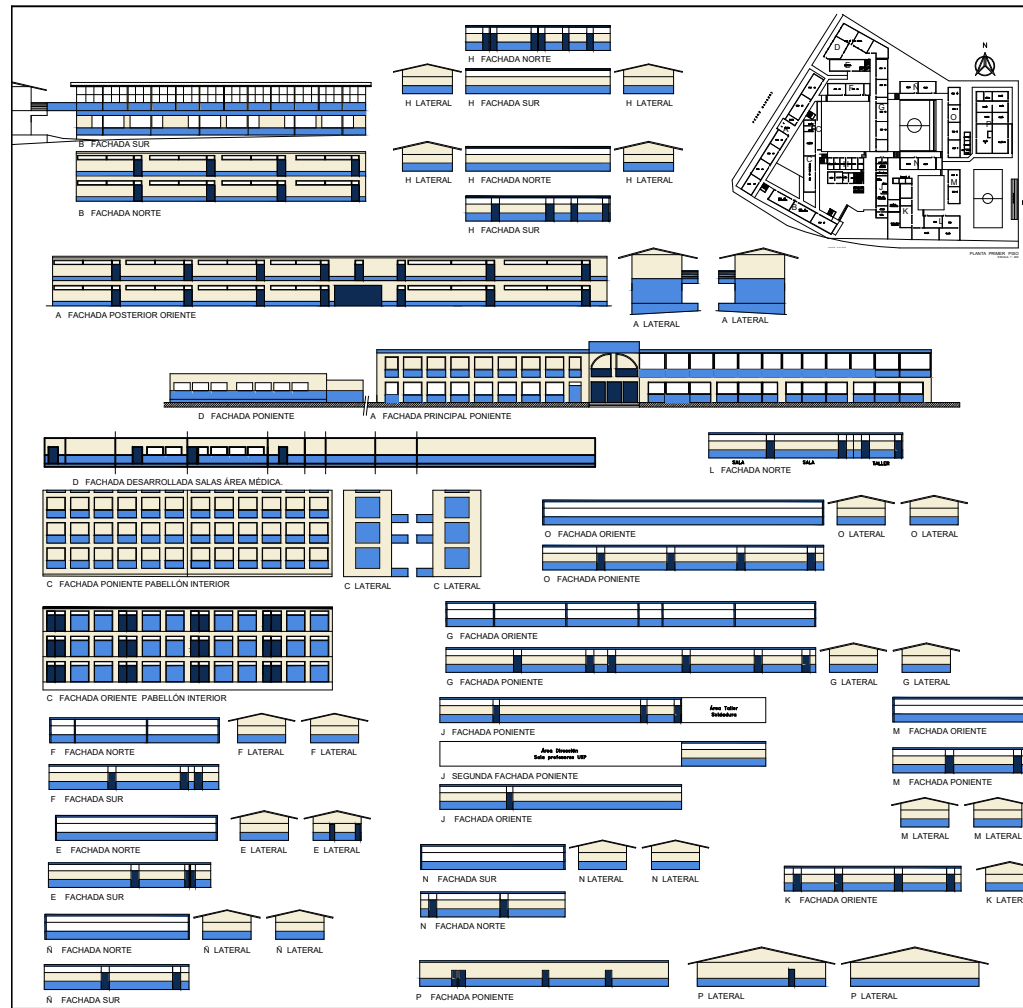 H FACHADA NORTE
N
D
H LATERAL
H FACHADA SUR
H LATERAL
B FACHADA SUR
H LATERAL
H FACHADA NORTE
H LATERAL
B FACHADA NORTE
H FACHADA SUR
PLANTA PRIMER PISO
A FACHADA POSTERIOR ORIENTE
A LATERAL
A LATERAL
D FACHADA PONIENTE
A FACHADA PRINCIPAL PONIENTE
SALA
SALA
TALLER
L FACHADA NORTE
D FACHADA DESARROLLADA SALAS ÁREA MÉDICA.
O FACHADA ORIENTE
O LATERAL
O LATERAL
C FACHADA PONIENTE PABELLÓN INTERIOR
C LATERAL
C LATERAL
O FACHADA PONIENTE
G FACHADA ORIENTE
G FACHADA PONIENTE
G LATERAL
G LATERAL
C FACHADA ORIENTE PABELLÓN INTERIOR
Área Taller
Soldadura
J FACHADA PONIENTE
M FACHADA ORIENTE
F FACHADA NORTE
F LATERAL
F LATERAL
Área Dirección
Sala profesores UEP
J SEGUNDA FACHADA PONIENTE
M FACHADA PONIENTE
F FACHADA SUR
J FACHADA ORIENTE
M LATERAL
M LATERAL
E FACHADA NORTE
E LATERAL
E LATERAL
N FACHADA SUR
N LATERAL
N LATERAL
E FACHADA SUR
K FACHADA ORIENTE
K LATER
N FACHADA NORTE
Ñ FACHADA NORTE
Ñ LATERAL
Ñ LATERAL
Ñ FACHADA SUR
P FACHADA PONIENTE
P LATERAL
P LATERAL